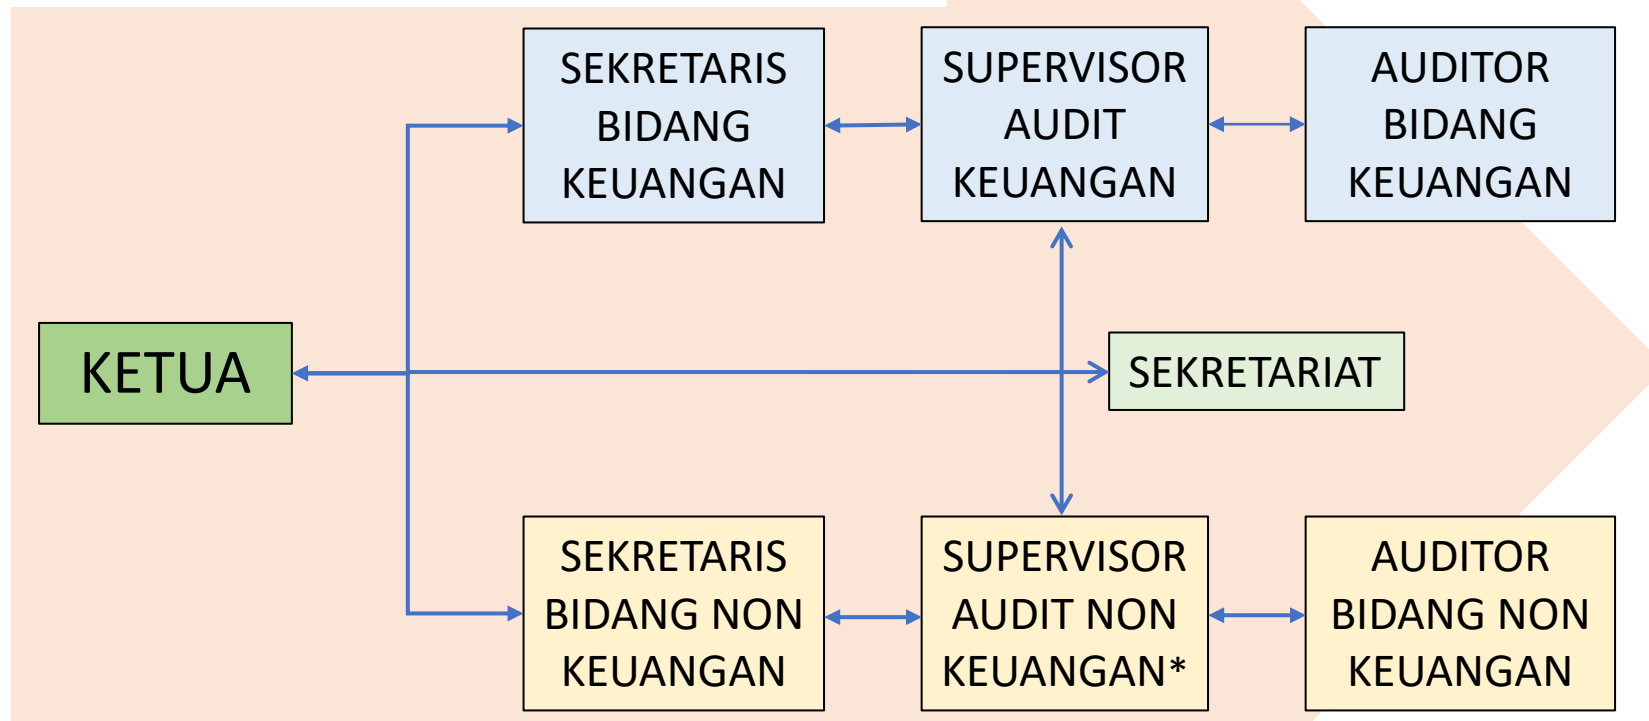 SEKRETARIS
BIDANG
KEUANGAN
SUPERVISOR
AUDIT
KEUANGAN
AUDITOR
BIDANG
KEUANGAN
KETUA
SEKRETARIAT
SEKRETARIS
BIDANG NON
KEUANGAN
SUPERVISOR
AUDIT NON
KEUANGAN*
AUDITOR
BIDANG NON
KEUANGAN